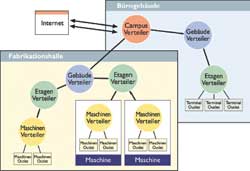 Bürogebäude
Internet
Campus
Verteiler
Gebäude
Verteiler
Fabrikationshalle
Etagen
Verteiler
Gebäude
Verteiler
Etagen
Verteiler
Etagen
Verteiler
Terminal
Outlet
Terminal
Outlet
Terminal
Outlet
Maschinen
Verteiler
Maschinen
Verteiler
Maschinen
Verteiler
Maschinen
Outlet
Maschinen
Outlet
Maschinen
Outlet
Maschinen
Outlet
Maschinen
Outlet
Maschinen
Outlet
Maschine
Maschine